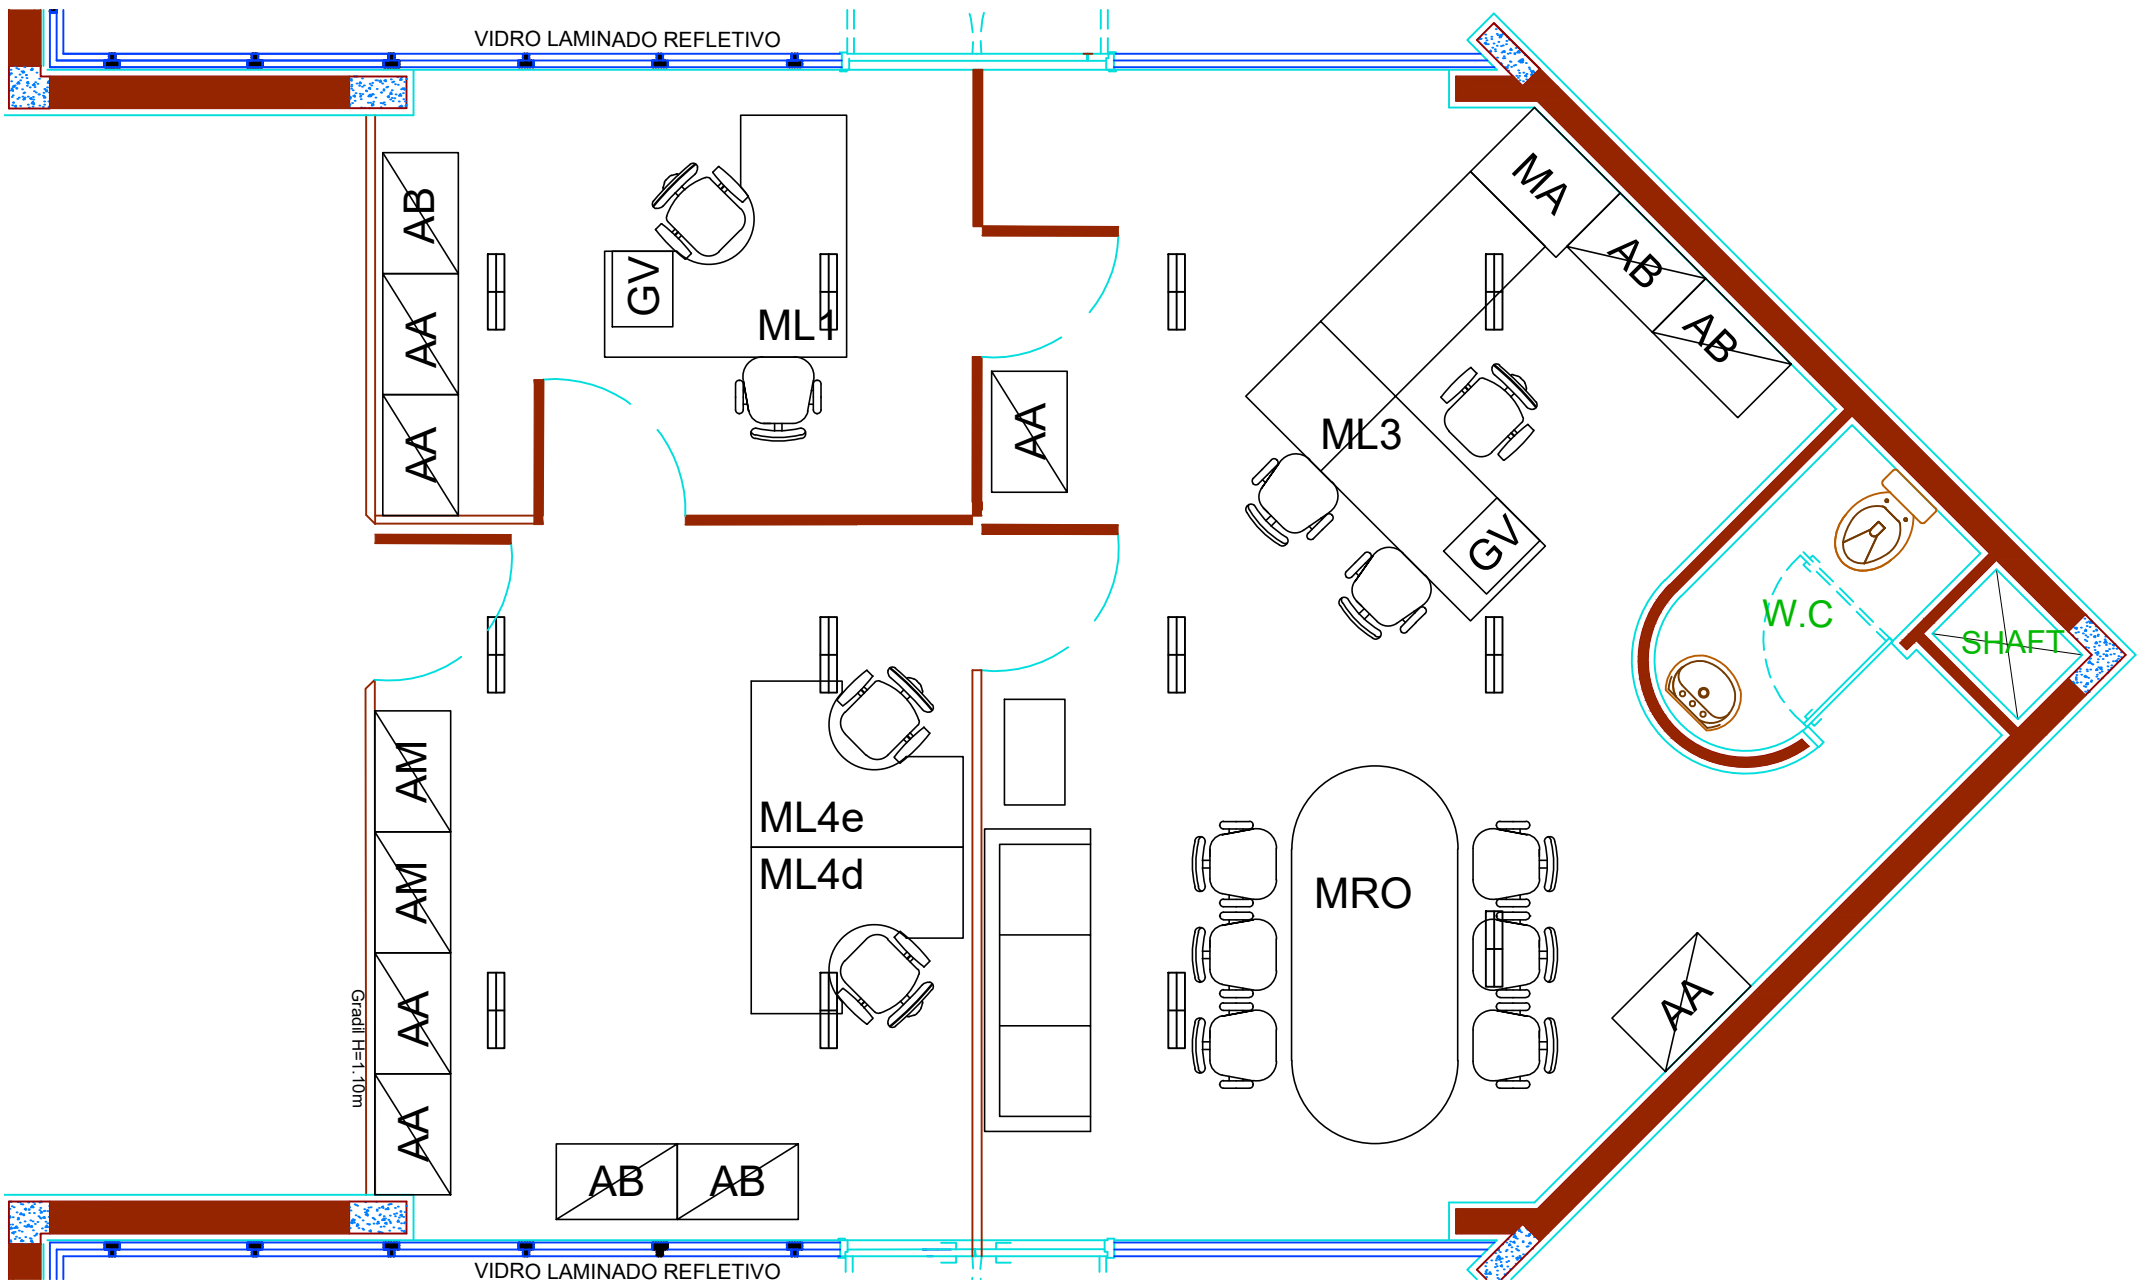 VIDRO LAMINADO REFLETIVO
MA
AB
AB
AB
GV
ML1
AA
AA
AA
ML3
GV
W.C
SHAFT
AM
ML4e
ML4d
AM
MRO
AA
AA
Gradil H=1.10m
AA
AB
AB
VIDRO LAMINADO REFLETIVO